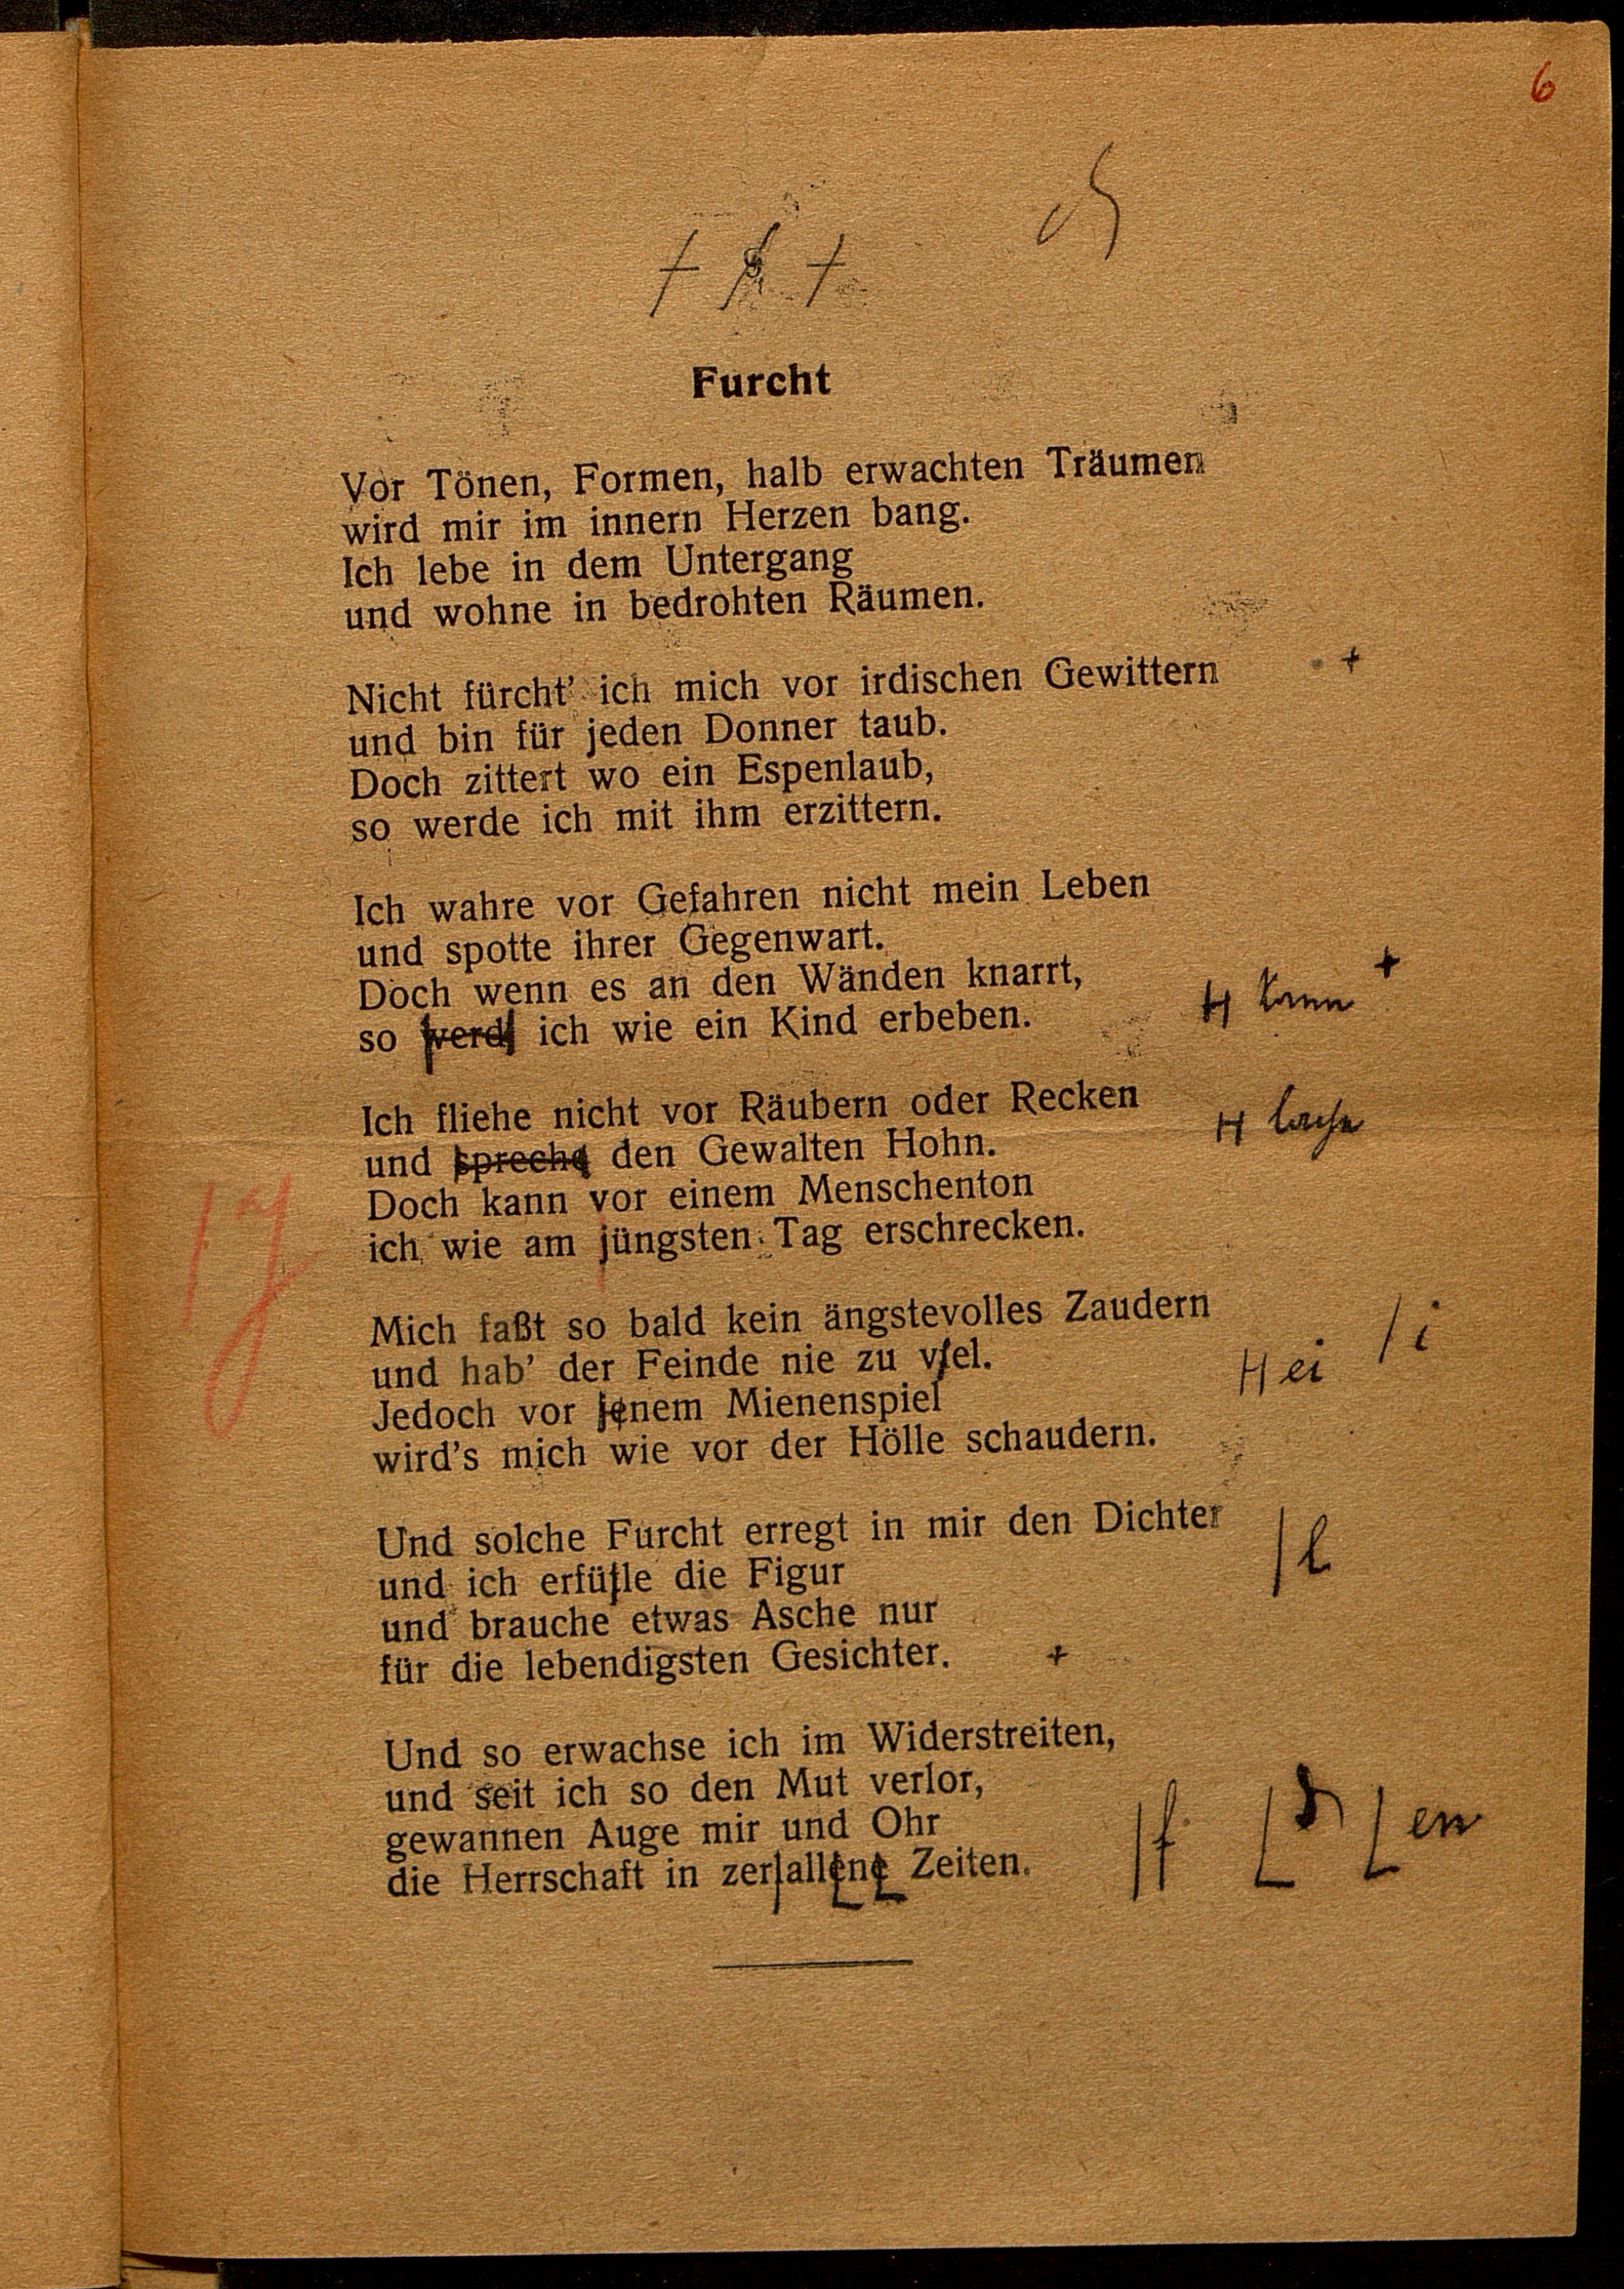 6
Furcht
Vor Tönen, Formen, halb erwachten Träumen
wird mir im innern Herzen bang.
Ich lebe in dem Untergang
und wohne in bedrohten Räumen.
Nicht fürcht' ich mich vor irdischen Gewittern +
und bin für jeden Donner taub.
Doch zittert wo ein Espenlaub,
so werde ich mit ihm erzittern.
Ich wahre vor Gefahren nicht mein Leben
und spotte ihrer Gegenwart.
Doch wenn es an den Wänden knarrt,
so werd' ich wie ein Kind erbeben. kann +
Ich fliehe nicht vor Räubern oder Recken
und spreche den Gewalten Hohn. lache
Doch kann vor einem Menschenton
ich wie am jüngsten Tag erschrecken.
Mich faßt so bald kein ängstevolles Zaudern
und hab' der Feinde nie zu viel. i
Jedoch vor jenem Mienenspiel ei
wird's mich wie vor der Hölle schaudern.
Und solche Furcht erregt in mir den Dichter
und ich erfülle die Figur l
und brauche etwas Asche nur
für die lebendigsten Gesichter. +
Und so erwachse ich im Widerstreiten,
und seit ich so den Mut verlor,
gewannen Auge mir und Ohr
die Herrschaft in zerfallene Zeiten. f en